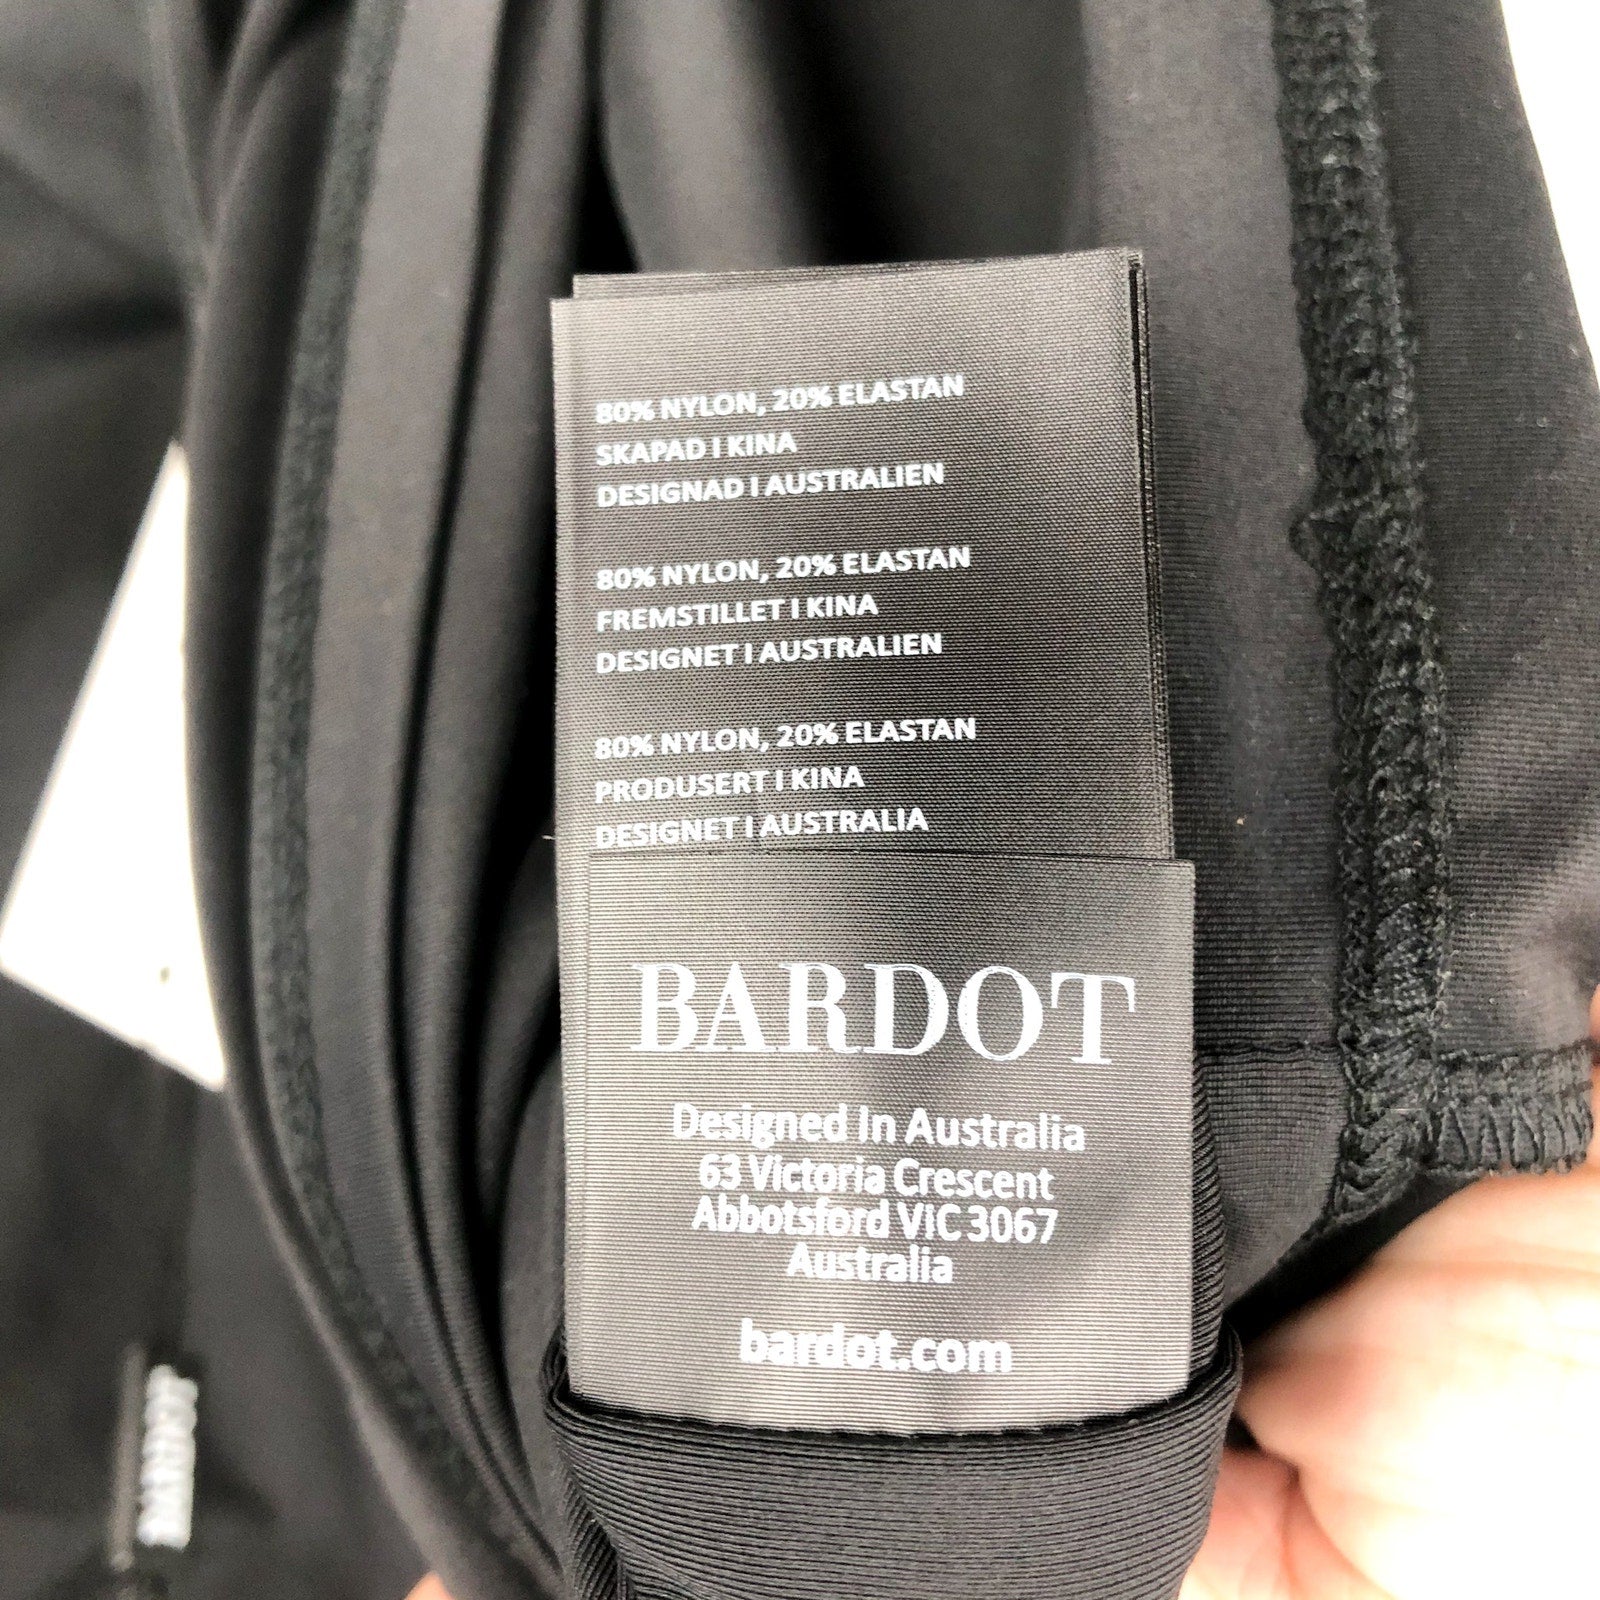 80% NYLON, 20% ELASTAN
SKAPAD I KINA
DESIGNAD I AUSTRALIEN
80% NYLON, 20% ELASTAN
FREMSTILLET I KINA
DESIGNET I AUSTRALIEN
80% NYLON, 20% ELASTAN
PRODUSERT I KINA
DESIGNET I AUSTRALIA
BARDOT
Designed In Australia
63 Victoria Crescent
Abbotsford VIC 3067
Australia
bardot.com
BARDOT